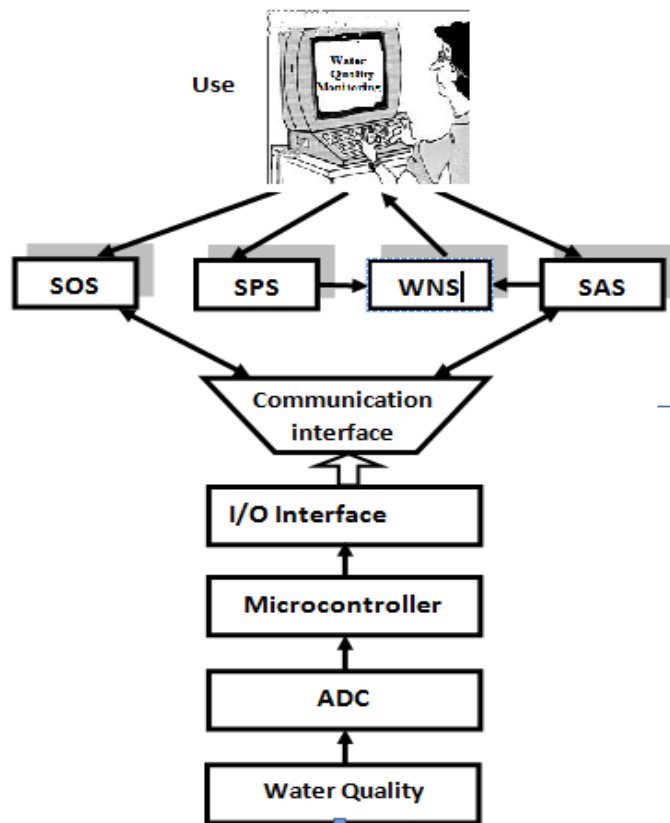 Water
Quality
Monitoring
Use
SOS
SPS
WNS
SAS
Communication
interface
I/O Interface
Microcontroller
ADC
Water Quality